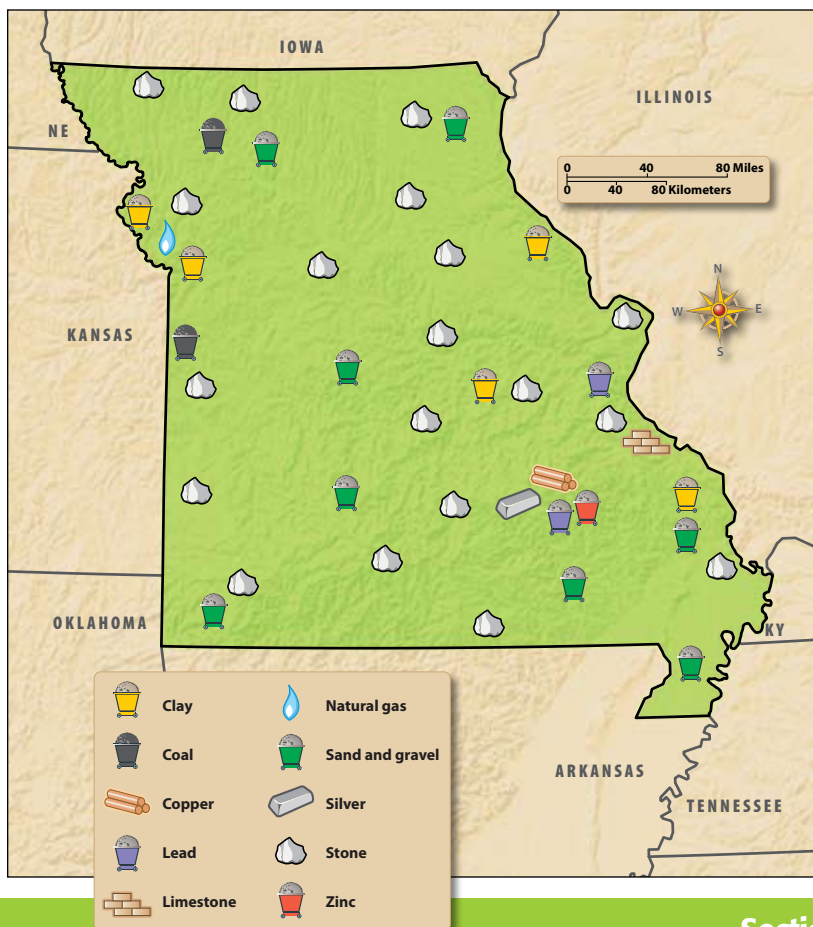 IOWA
ILLINOIS
NE
0 40 80 Miles
0 40 80 Kilometers
N
W E
S
KANSAS
OKLAHOMA
KY
ARKANSAS
TENNESSEE
Clay
Natural gas
Coal
Sand and gravel
Copper
Silver
Lead
Stone
Limestone
Zinc